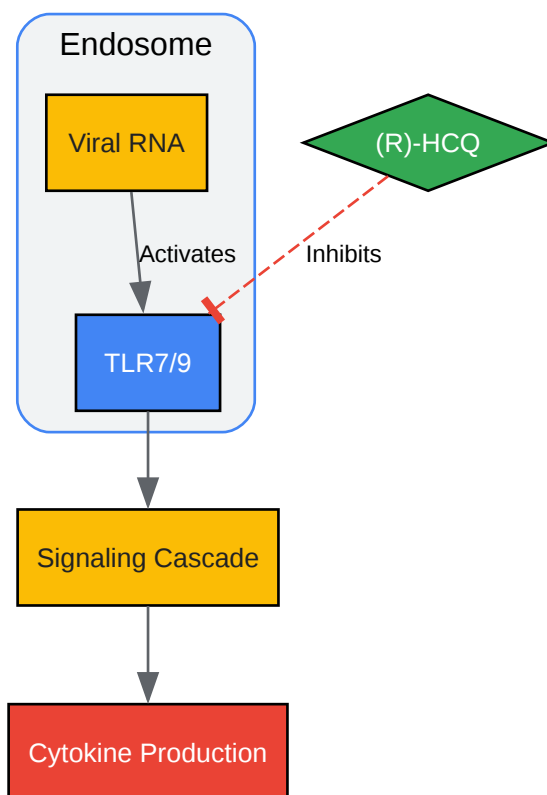 Endosome
Viral RNA
(R)-HCQ
Activates
Inhibits
TLR7/9
Signaling Cascade
Cytokine Production